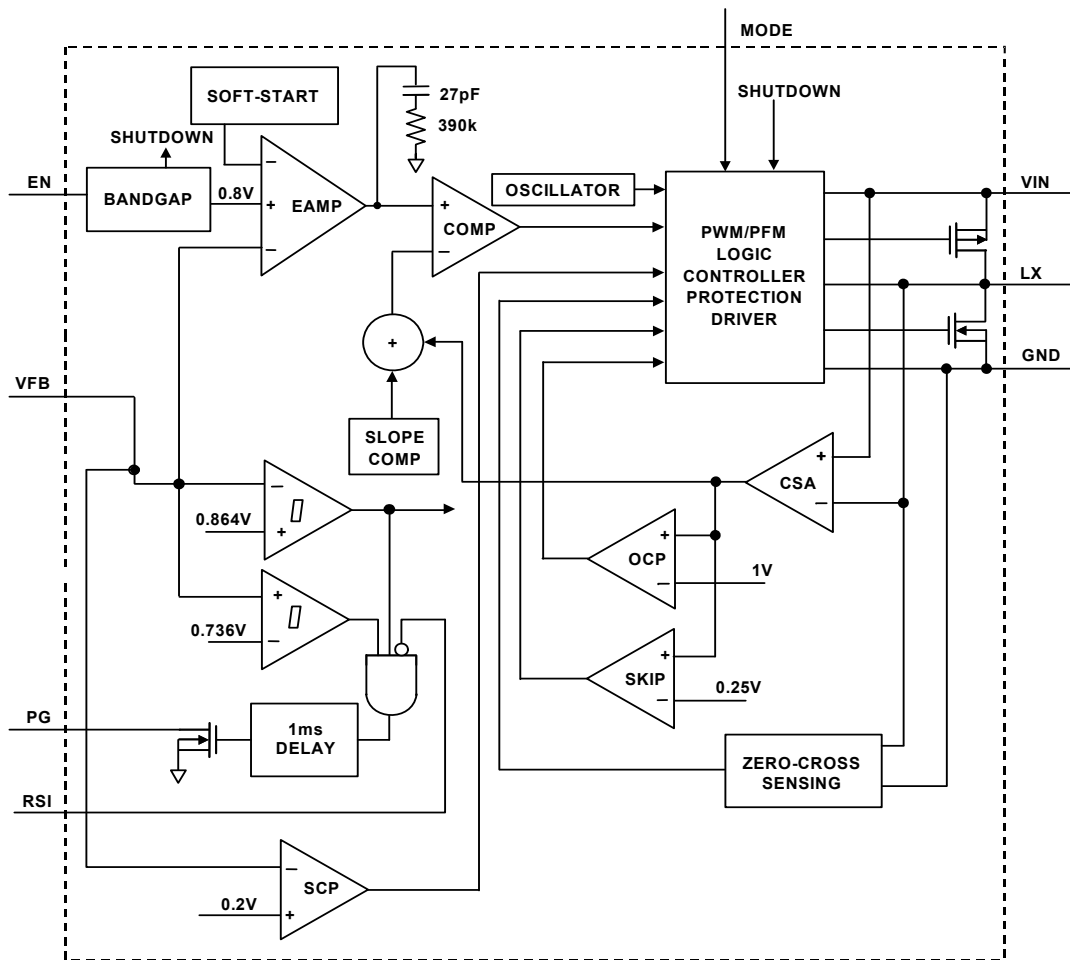 MODE
SOFT-START
27pF
390k
SHUTDOWN
SHUTDOWN
EN
BANDGAP
0.8V
−
+
−
EAMP
+
−
COMP
OSCILLATOR
PWM/PFM
LOGIC
CONTROLLER
PROTECTION
DRIVER
VIN
LX
GND
+
VFB
SLOPE
COMP
+
−
CSA
−
+
0.864V
+
−
OCP
1V
+
−
0.736V
+
−
SKIP
0.25V
PG
1ms
DELAY
ZERO-CROSS
SENSING
RSI
−
+
SCP
0.2V